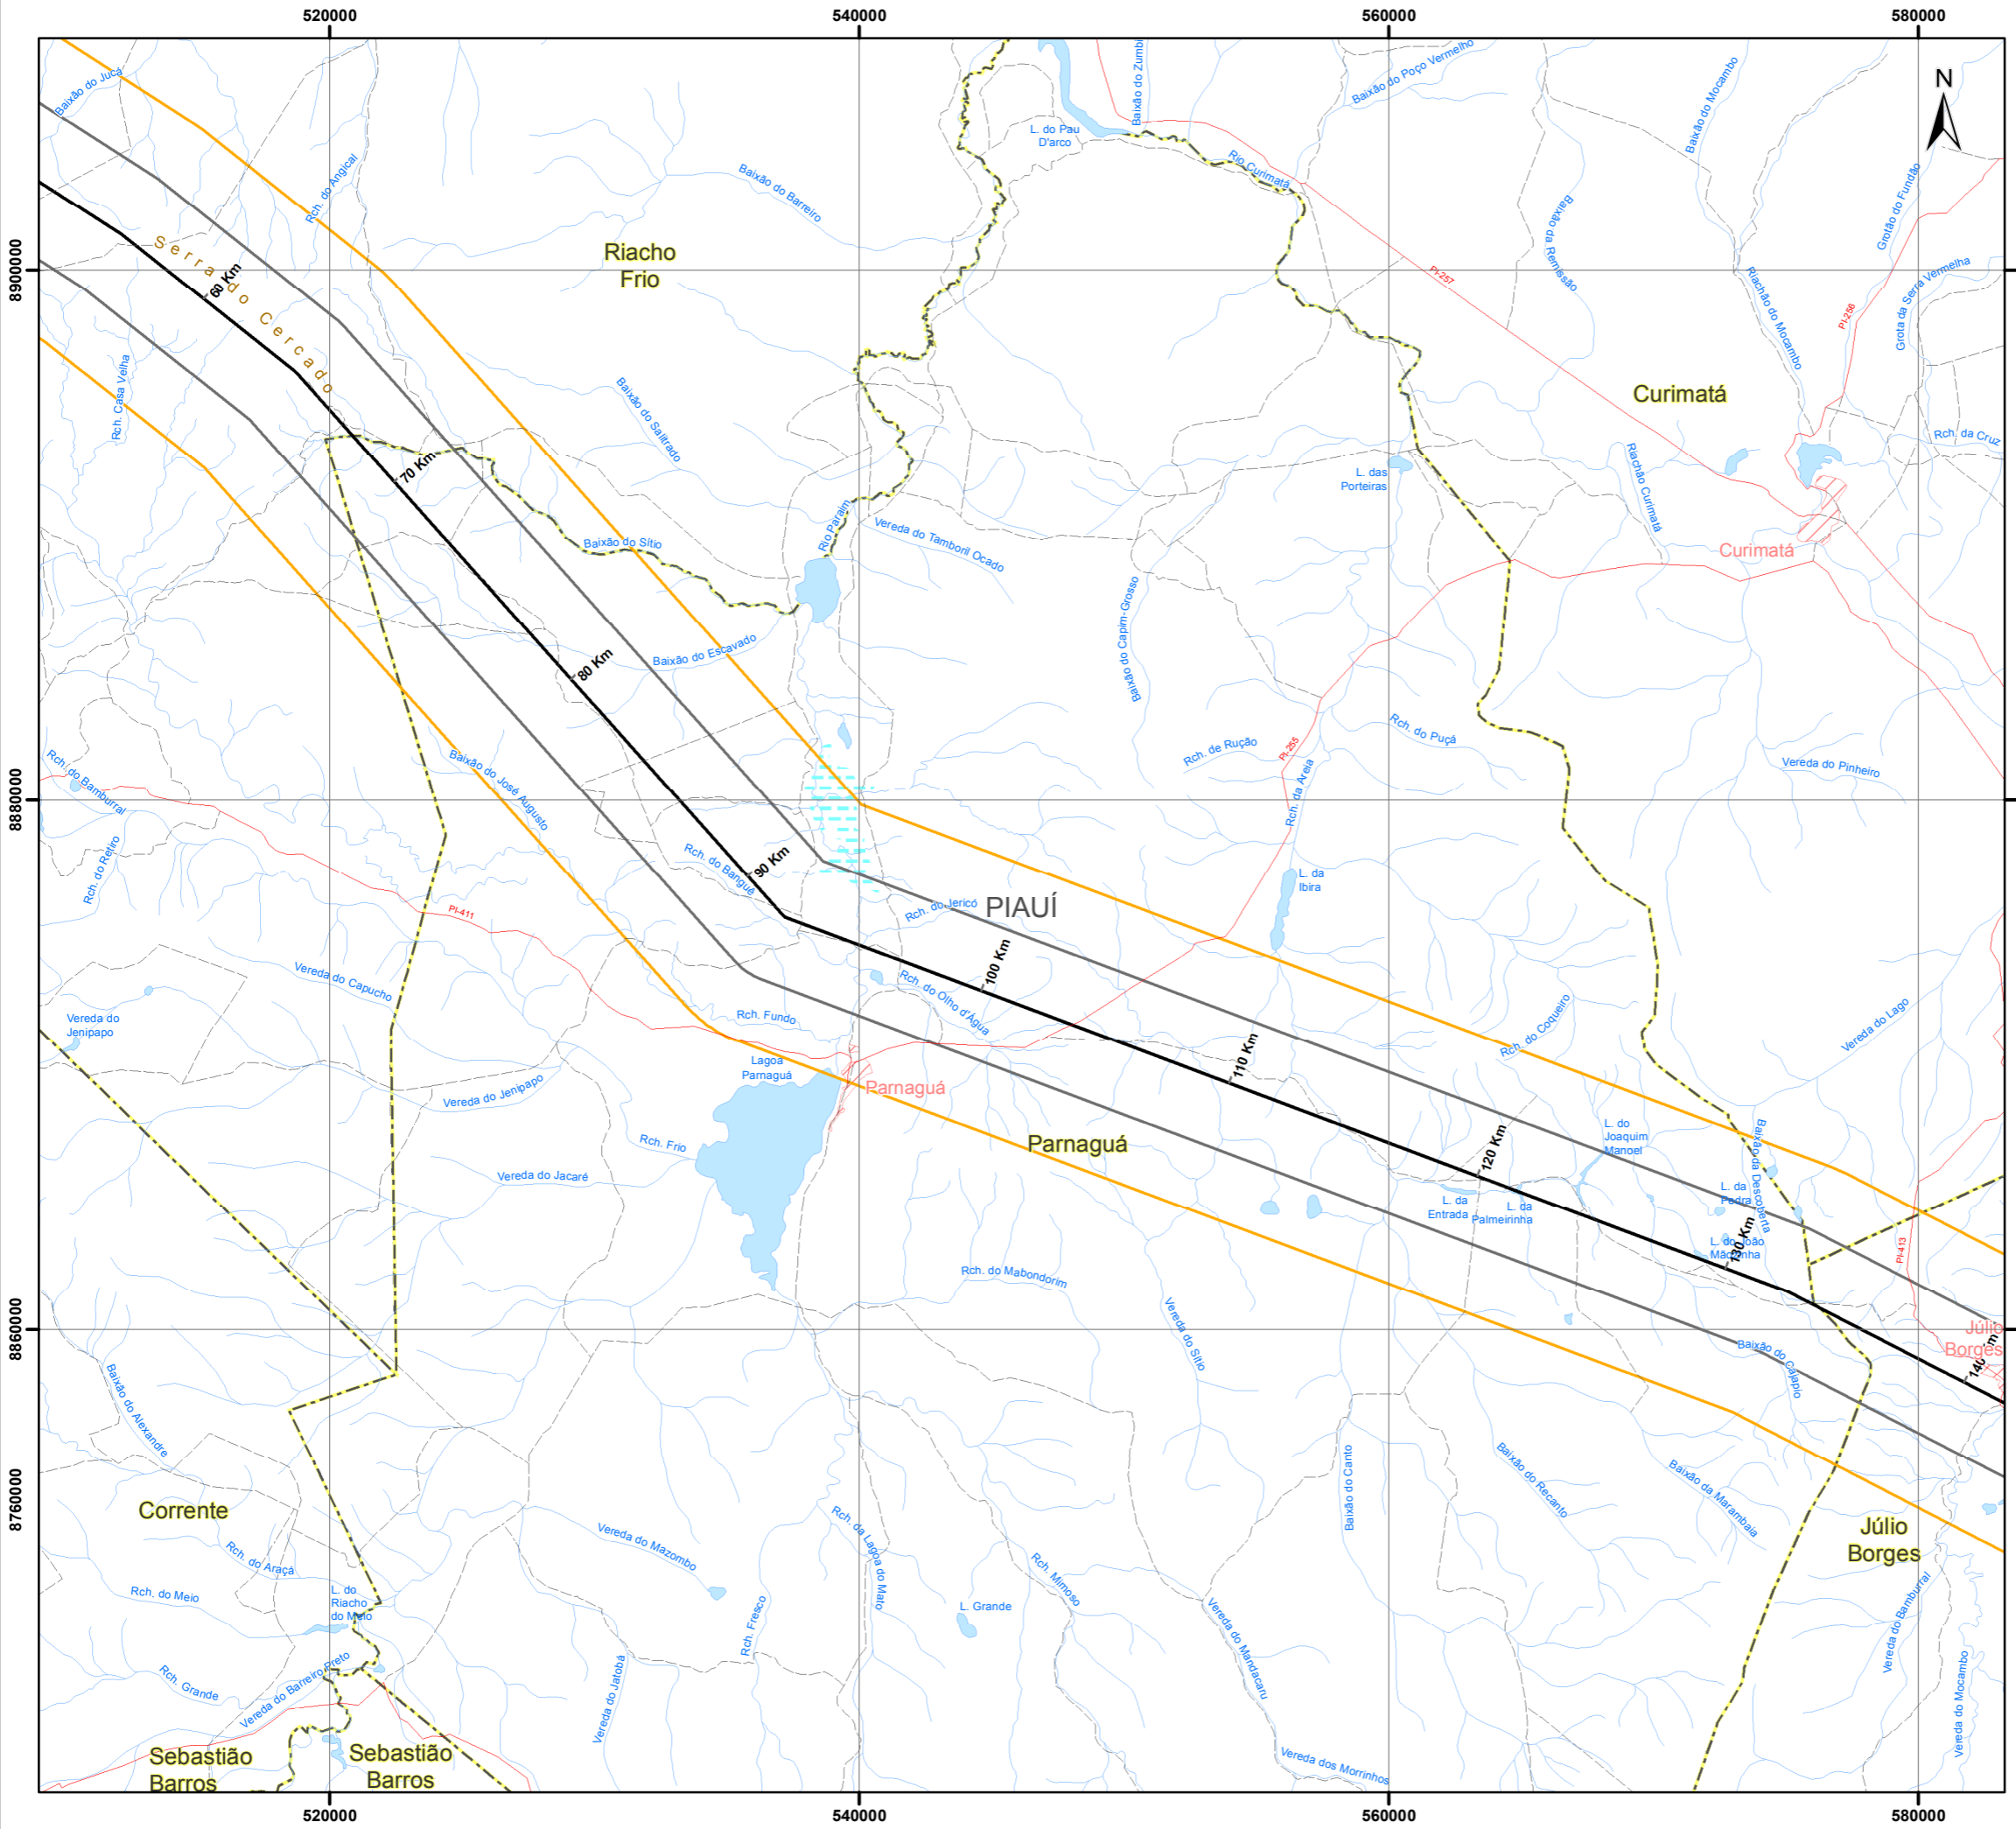 520000
540000
560000
580000
N
8900000
8880000
8860000
8760000
Baixão do Jucá
Rch. do Angical
Baixão do Barreiro
L. do Pau
D'arco
Baixão do Zumbi
Rio Curimatá
Baixão do Poço Vermelho
Baixão do Mocambo
Grotão do Fundão
Baixão da Remissão
Riachão do Mocambo
Grota da Serra Vermelha
PI-257
PI-256
Serra do Cercado
60 Km
Riacho
Frio
Curimatá
Rch. Casa Velha
Baixão do Salitrado
70 Km
Rch. da Cruz
L. das
Porteiras
Riachão Curimatá
Curimatá
Rio Paraim
Baixão do Sítio
Vereda do Tamboril Ocado
Baixão do Capim-Grosso
Baixão do Escavado
80 Km
Rch. do Puçá
Rch. de Rução
PI-255
Rch. da Areia
Vereda do Pinheiro
Rch. do Bamburral
Baixão do José Augusto
Rch. do Retiro
Rch. do Banguê
90 Km
L. da
Ibira
PI-411
Rch. do Jericó
PIAUÍ
100 Km
Rch. do Olho d'Água
Vereda do Capucho
Vereda do
Jenipapo
Rch. Fundo
Rch. do Coqueiro
Vereda do Lago
Lagoa
Parnaguá
Parnaguá
110 Km
Vereda do Jenipapo
Rch. Frio
Parnaguá
120 Km
L. do
Joaquim
Manoel
Baixão da Descoberta
Vereda do Jacaré
L. da
Entrada
L. da
Palmeirinha
L. da
Pedra
130 Km
PI-413
Rch. do Mabondorim
Vereda do Sítio
Júlio
Borges
Baixão do Cajapio
Baixão do Alexandre
Baixão do Canto
Baixão do Recanto
Baixão da Marambaia
Corrente
Rch. do Araçá
Rch. do Meio
L. do
Riacho
do Meio
Vereda do Mazombo
Rch. da Lagoa do Mato
Rch. Mimoso
L. Grande
Rch. Fresco
Júlio
Borges
Vereda do Bamburral
Vereda do Mandacaru
Rch. Grande
Vereda do Barreiro Preto
Vereda do Jatobá
Vereda do Mocambo
Vereda dos Morrinhos
Sebastião
Barros
Sebastião
Barros
520000
540000
560000
580000